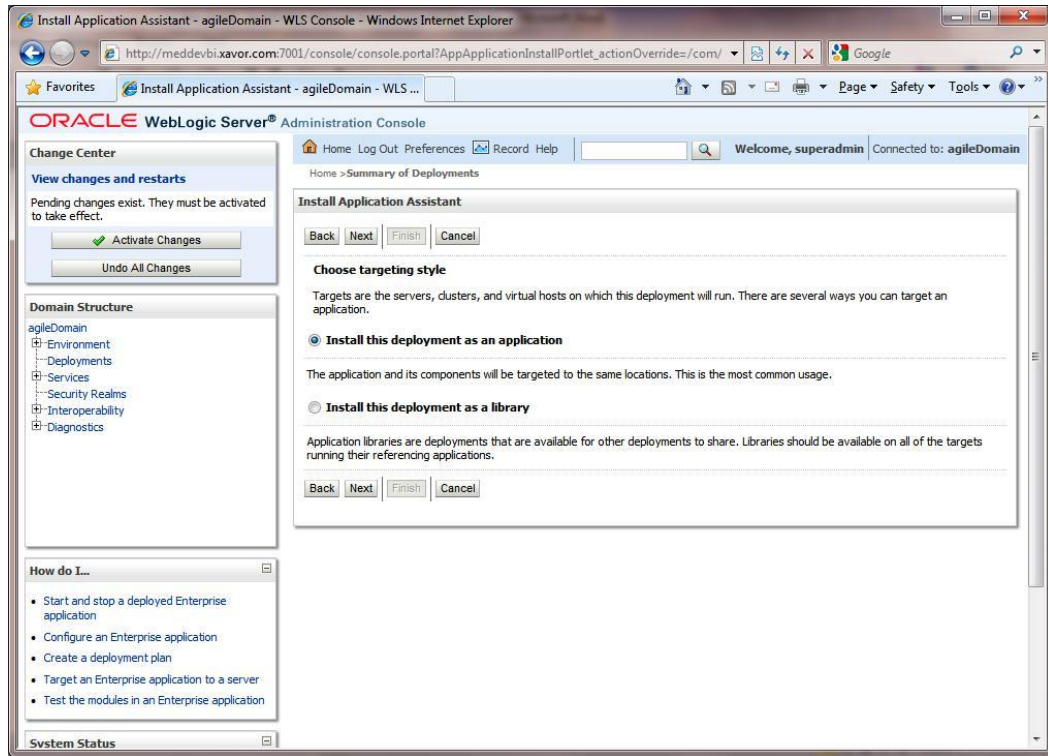 Install Application Assistant - agileDomain - WLS Console - Windows Internet Explorer
http://meddevbi.xavor.com:7001/console/console.portal?AppApplicationInstallPortlet_actionOverride=/com/
Google
Favorites
Install Application Assistant - agileDomain - WLS ...
Page
Safety
Tools
ORACLE WebLogic Server® Administration Console
Change Center
View changes and restarts
Pending changes exist. They must be activated
to take effect.
Activate Changes
Undo All Changes
Domain Structure
agileDomain
Environment
Deployments
Services
Security Realms
Interoperability
Diagnostics
How do I...
Start and stop a deployed Enterprise
application
Configure an Enterprise application
Create a deployment plan
Target an Enterprise application to a server
Test the modules in an Enterprise application
System Status
Home Log Out Preferences Record Help
Welcome, superadmin Connected to: agileDomain
Home >Summary of Deployments
Install Application Assistant
Back Next Finish Cancel
Choose targeting style
Targets are the servers, clusters, and virtual hosts on which this deployment will run. There are several ways you can target an
application.
Install this deployment as an application
The application and its components will be targeted to the same locations. This is the most common usage.
Install this deployment as a library
Application libraries are deployments that are available for other deployments to share. Libraries should be available on all of the targets
running their referencing applications.
Back Next Finish Cancel